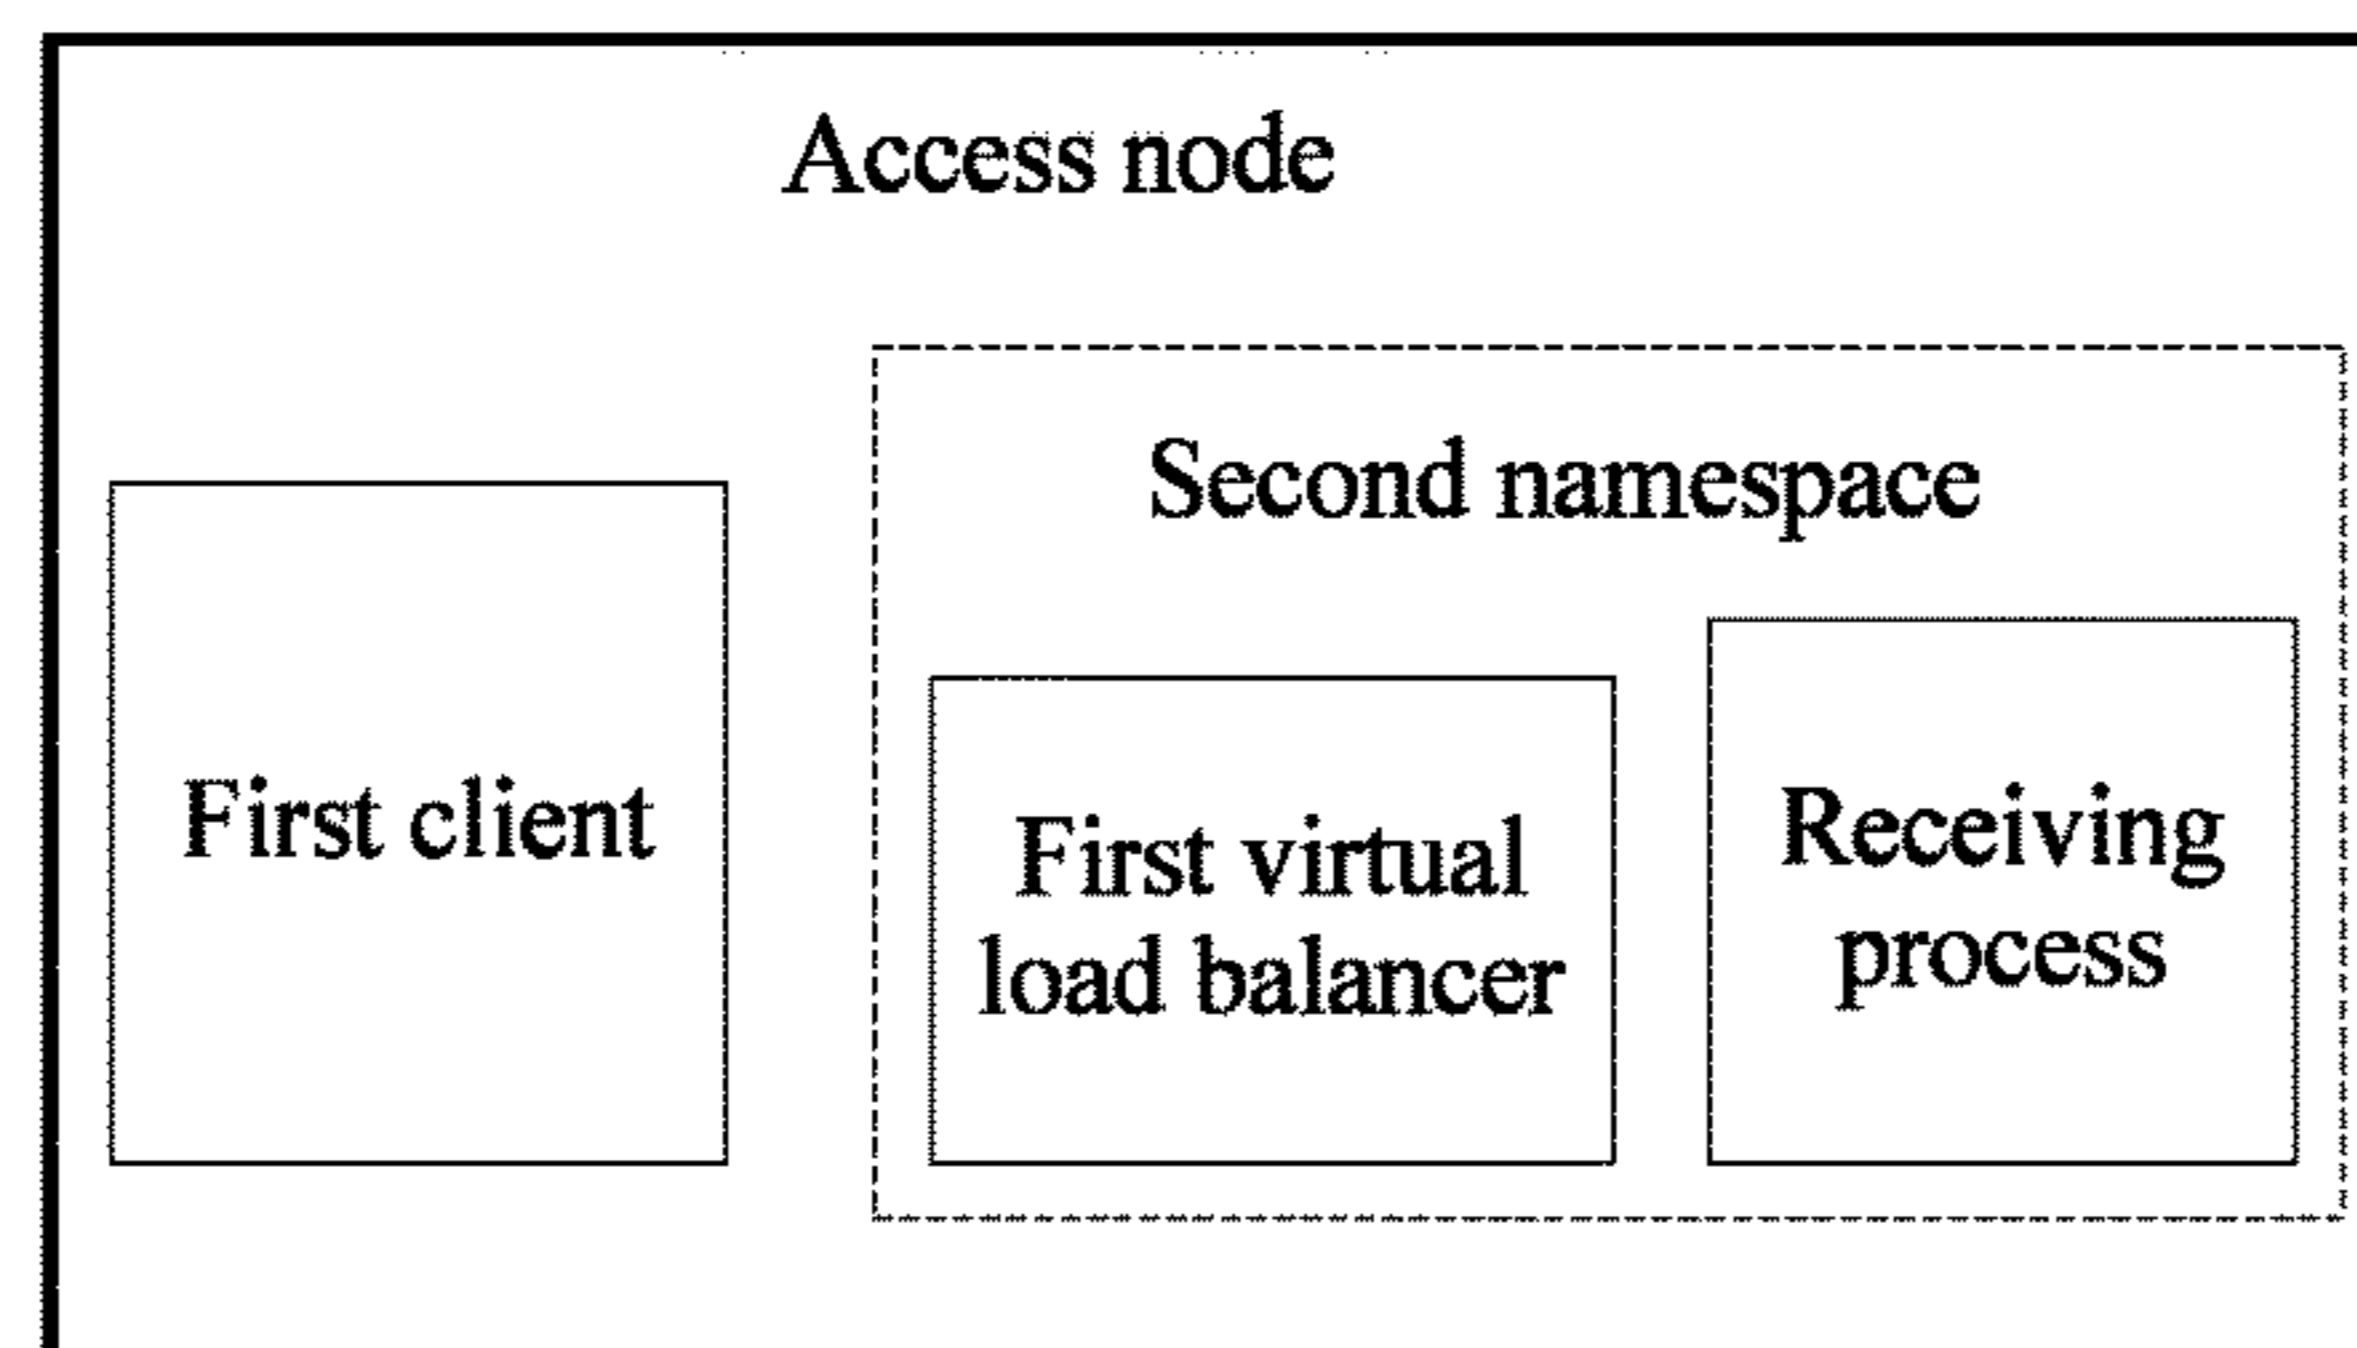 Access node
Second namespace
First client
First virtual
load balancer
Receiving
process